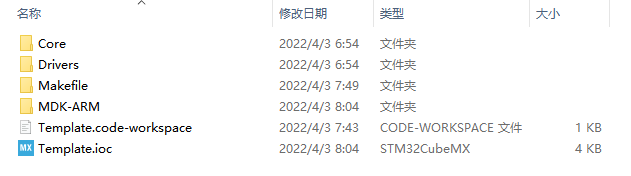 名称 修改日期 类型 大小
Core 2022/4/3 6:54 文件夹
Drivers 2022/4/3 6:54 文件夹
Makefile 2022/4/3 7:49 文件夹
MDK-ARM 2022/4/3 8:04 文件夹
Template.code-workspace 2022/4/3 7:43 CODE-WORKSPACE 文件 1 KB
MX Template.ioc 2022/4/3 8:04 STM32CubeMX 4 KB